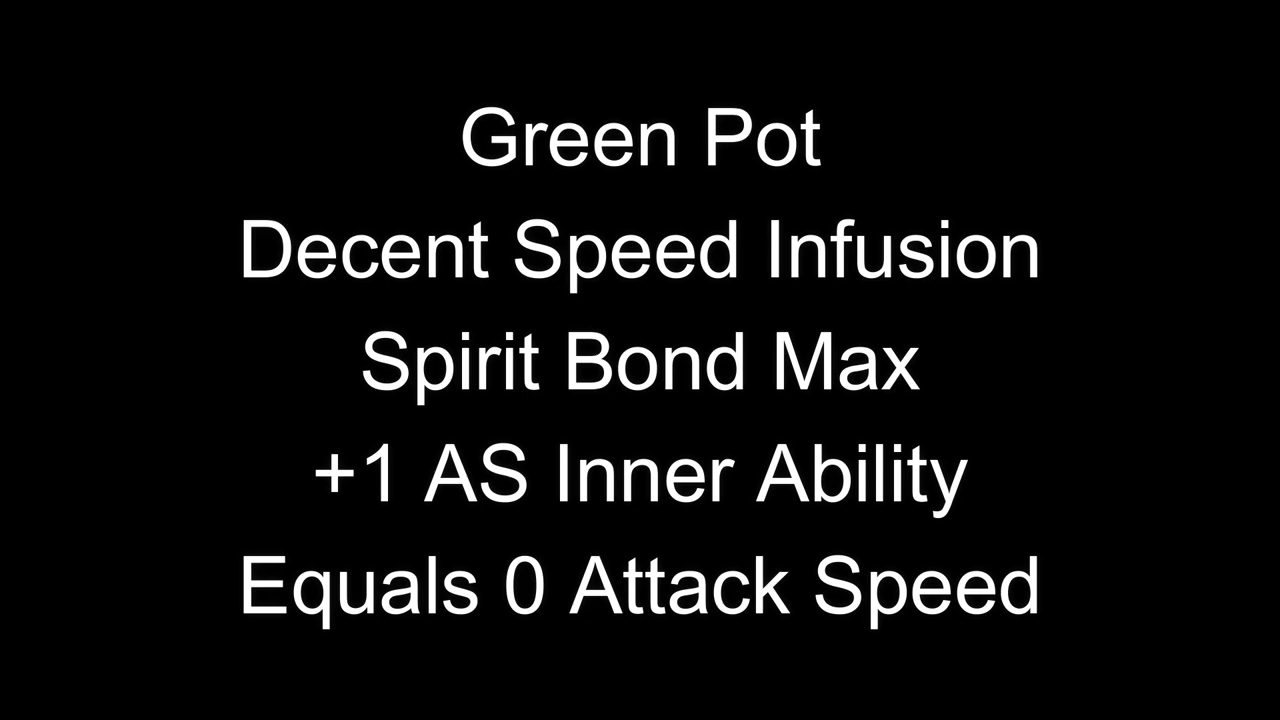 Green Pot
Decent Speed Infusion
Spirit Bond Max
+1 AS Inner Ability
Equals 0 Attack Speed